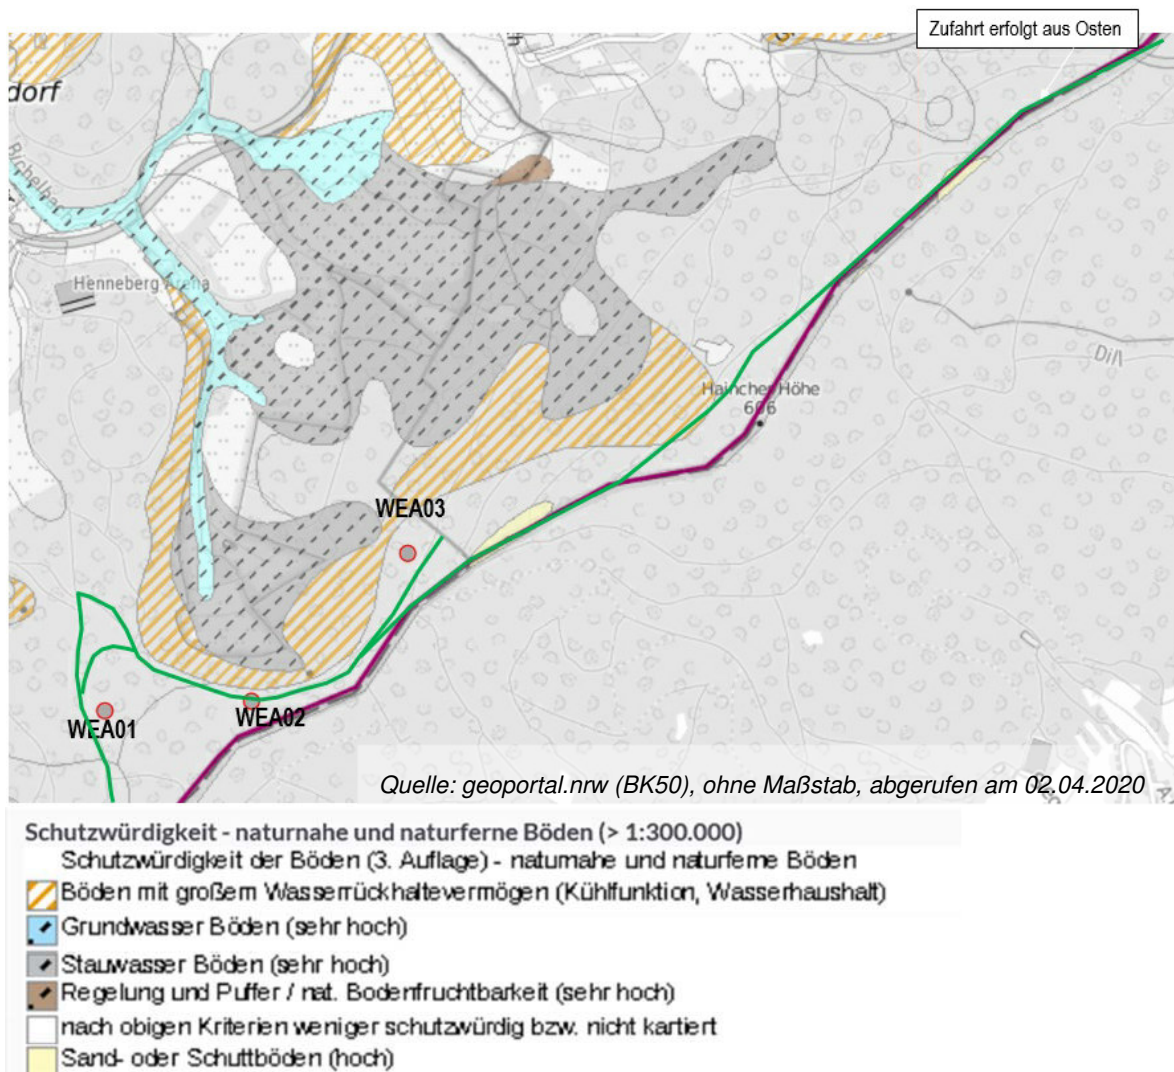 Zufahrt erfolgt aus Osten
dorf
Henneberg Arena
Dill
Haincher Höhe
606
WEA03
WEA01
WEA02
Quelle: geoportal.nrw (BK50), ohne Maßstab, abgerufen am 02.04.2020
Schutzwürdigkeit - naturnahe und naturferne Böden (> 1:300.000)
Schutzwürdigkeit der Böden (3. Auflage) - naturnahe und naturferne Böden
Böden mit großem Wasserrückhaltevermögen (Kühlfunktion, Wasserhaushalt)
Grundwasser Böden (sehr hoch)
Stauwasser Böden (sehr hoch)
Regelung und Puffer / nat. Bodenfruchtbarkeit (sehr hoch)
nach obigen Kriterien weniger schutzwürdig bzw. nicht kartiert
Sand- oder Schuttböden (hoch)